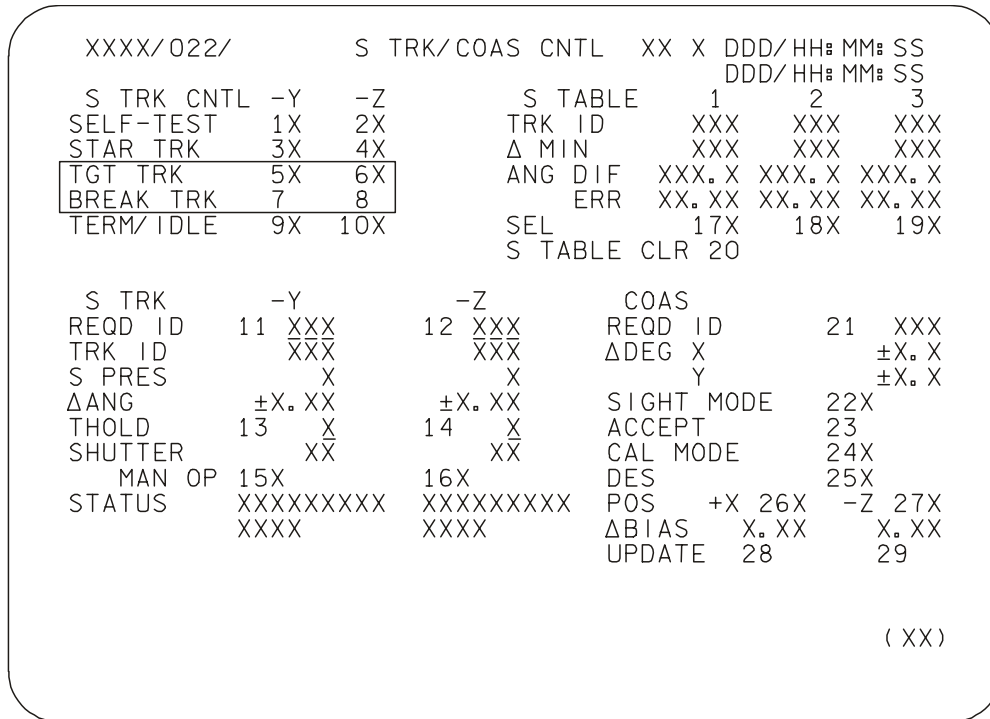 XXXX/022/ S TRK/COAS CNTL XX X DDD/HH:MM:SS
DDD/HH:MM:SS
S TRK CNTL -Y -Z S TABLE 1 2 3
SELF-TEST 1X 2X TRK ID XXX XXX XXX
STAR TRK 3X 4X Δ MIN XXX XXX XXX
TGT TRK 5X 6X ANG DIF XXX.X XXX.X XXX.X
BREAK TRK 7 8 ERR XX.XX XX.XX XX.XX
TERM/IDLE 9X 10X SEL 17X 18X 19X
S TABLE CLR 20
S TRK -Y -Z COAS
REQD ID 11 XXX 12 XXX REQD ID 21 XXX
TRK ID XXX XXX ΔDEG X ±X.X
S PRES X X Y ±X.X
ΔANG ±X.XX ±X.XX SIGHT MODE 22X
THOLD 13 X 14 X ACCEPT 23
SHUTTER XX XX CAL MODE 24X
MAN OP 15X 16X DES 25X
STATUS XXXXXXXXX XXXXXXXXX POS +X 26X -Z 27X
XXXX XXXX ΔBIAS X.XX X.XX
UPDATE 28 29
(XX)